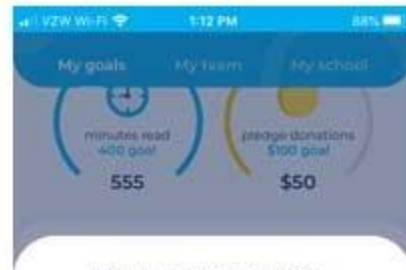 VZW Wi-Fi 1:12 PM 88%
My goals My team My school
minutes read pledge donations
400 goal $100 goal
555 $50